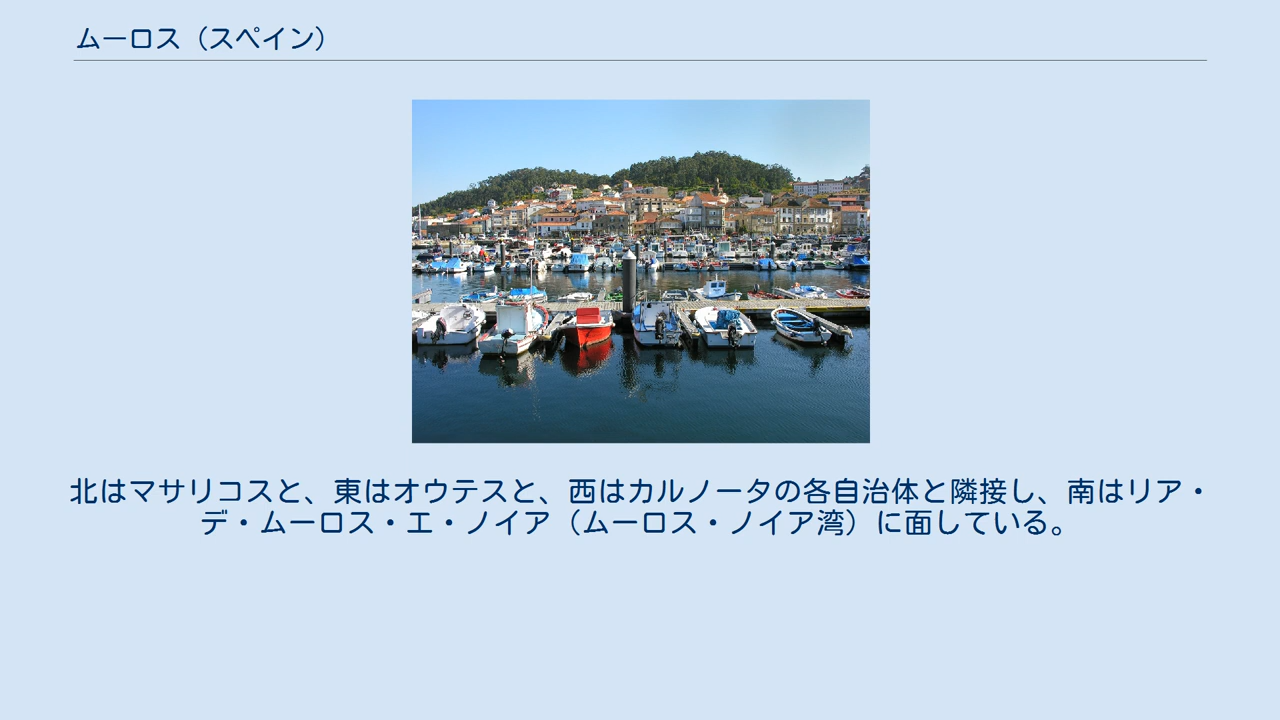 ムーロス（スペイン）
北はマサリコスと、東はオウテスと、西はカルノータの各自治体と隣接し、南はリア・
デ・ムーロス・エ・ノイア（ムーロス・ノイア湾）に面している。